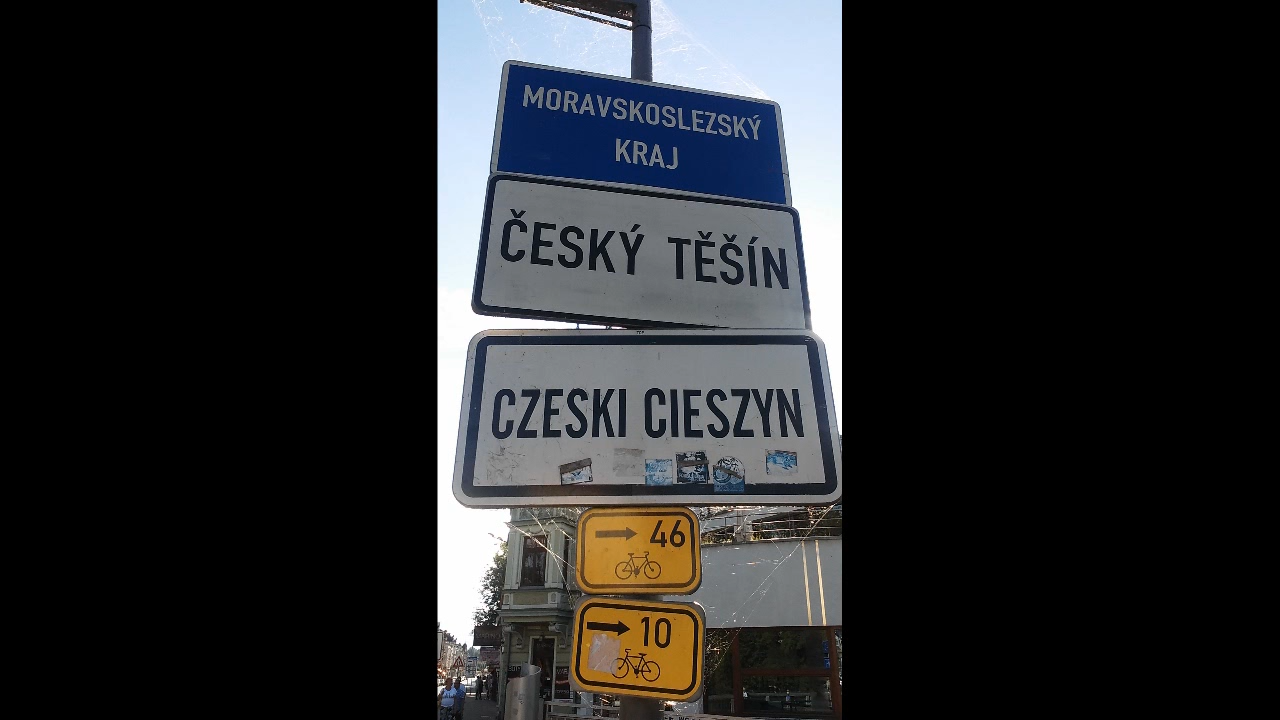 MORAVSKOSLEZSKÝ
KRAJ
ČESKÝ TĚŠÍN
CZESKI CIESZYN
46
10